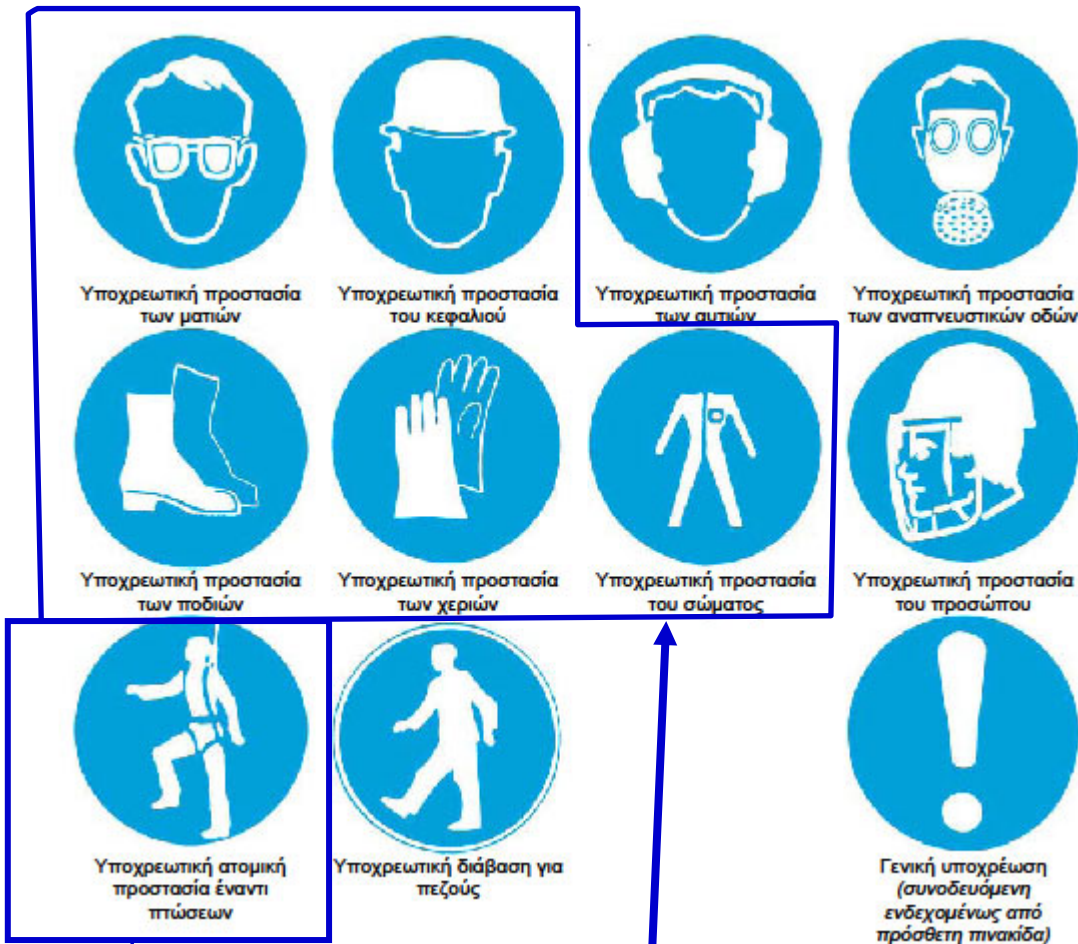 Υποχρεωτική προστασία
των ματιών
Υποχρεωτική προστασία
του κεφαλιού
Υποχρεωτική προστασία
των αυτιών
Υποχρεωτική προστασία
των αναπνευστικών οδών
Υποχρεωτική προστασία
των ποδιών
Υποχρεωτική προστασία
των χεριών
Υποχρεωτική προστασία
του σώματος
Υποχρεωτική προστασία
του προσώπου
Υποχρεωτική ατομική
προστασία έναντι
πτώσεων
Υποχρεωτική διάβαση για
πεζούς
Γενική υποχρέωση
(συνοδευόμενη
ενδεχομένως από
πρόσθετη πινακίδα)